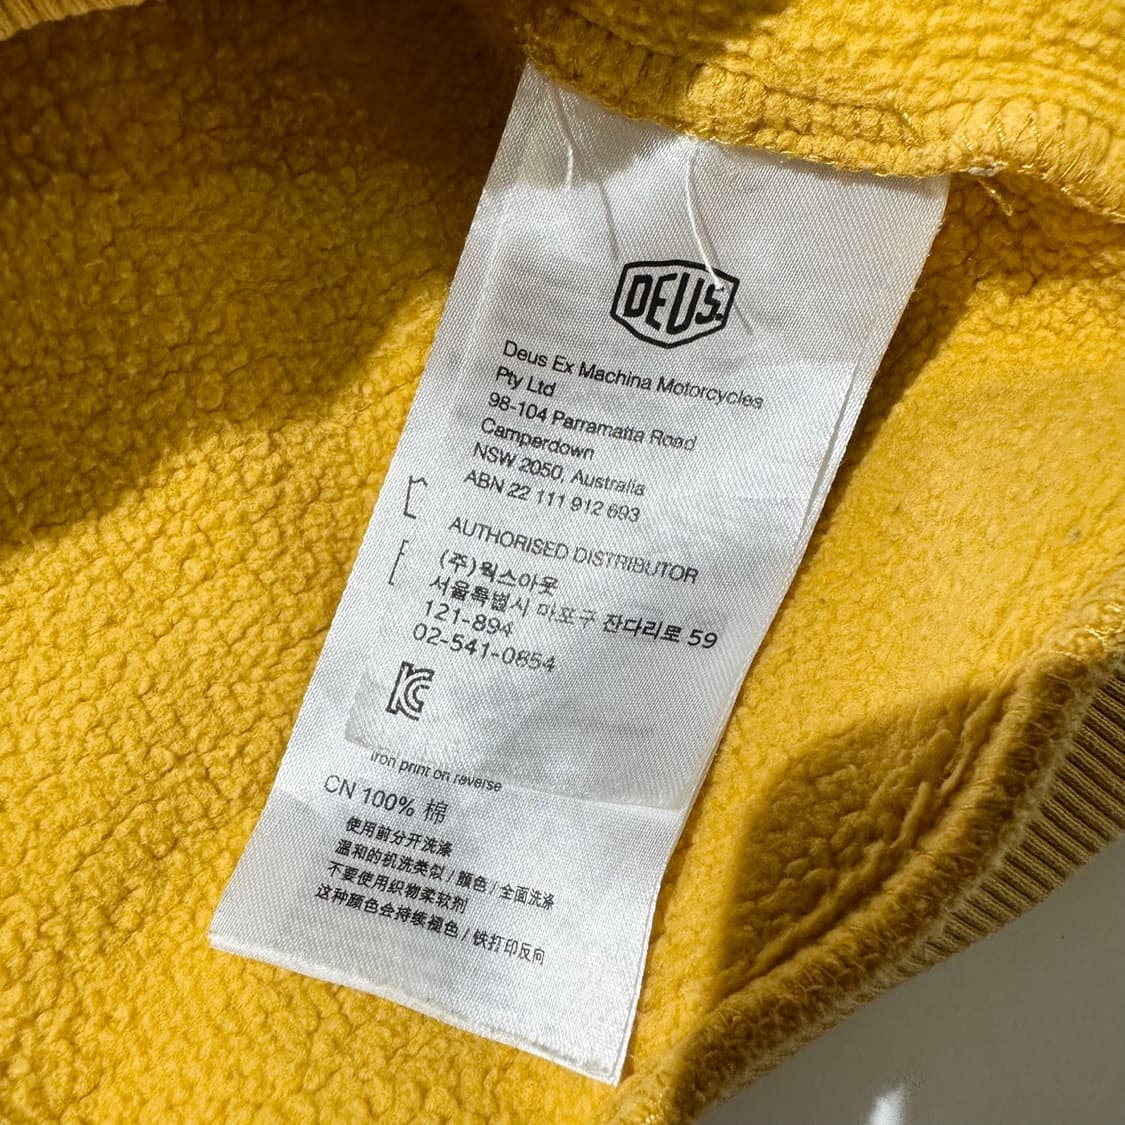 DEUS.
Deus Ex Machina Motorcycles
Pty Ltd
98-104 Parramatta Road
Camperdown
NSW 2050, Australia
ABN 22 111 912 693
AUTHORISED DISTRIBUTOR
(주)웍스아웃
서울특별시 마포구 잔다리로 59
121-894
02-541-0854
iron print on reverse
CN 100% 棉
使用前分开洗涤
温和的机洗类似 / 颜色 / 全面洗涤
不要使用织物柔软剂
这种颜色会持续褪色 / 铁打印反向